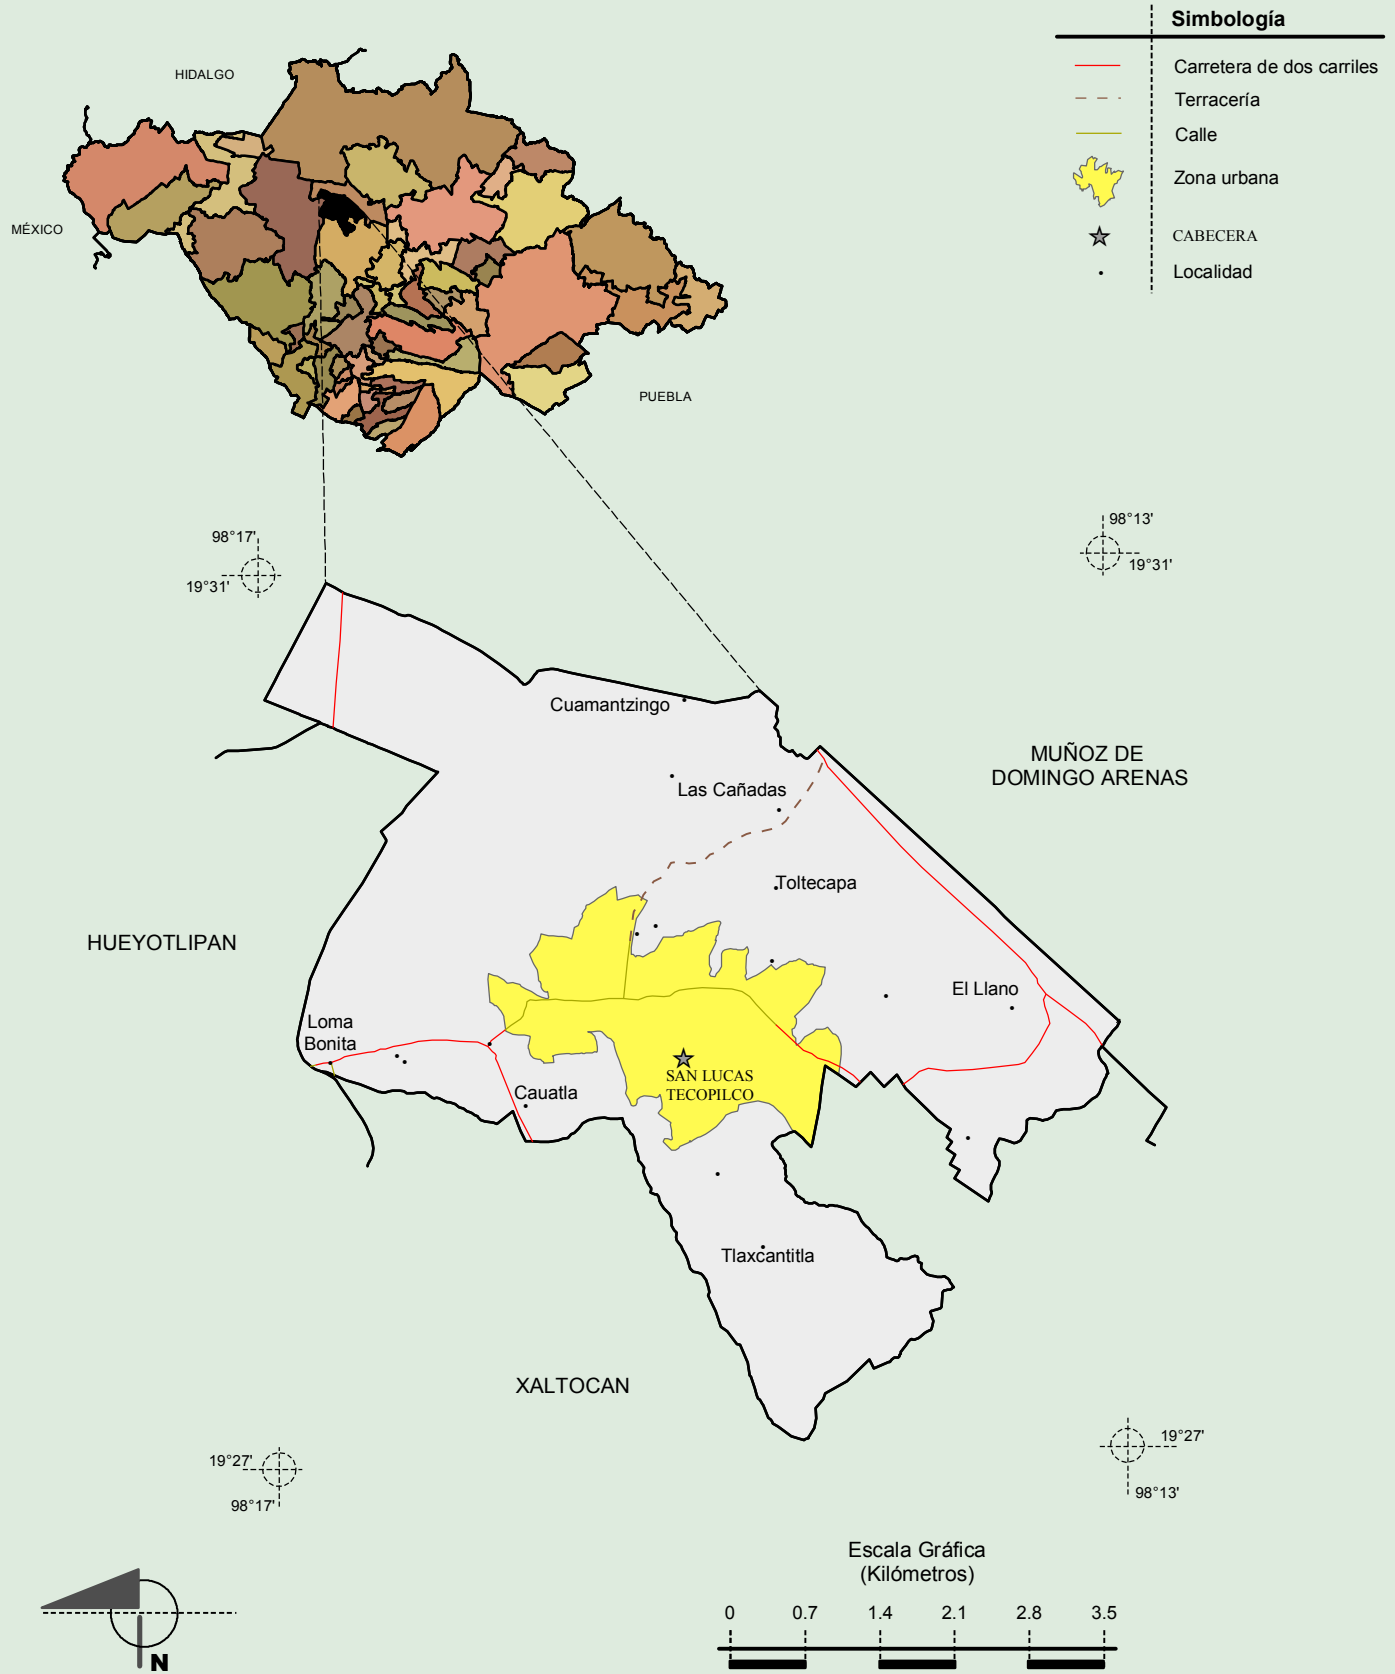 Simbología
Carretera de dos carriles
Terracería
Calle
Zona urbana
CABECERA
Localidad
HIDALGO
MÉXICO
PUEBLA
98°17'
19°31'
98°13'
19°31'
Cuamantzingo
MUÑOZ DE
DOMINGO ARENAS
Las Cañadas
Toltecapa
HUEYOTLIPAN
El Llano
Loma
Bonita
SAN LUCAS
TECOPILCO
Cauatla
Tlaxcantitla
XALTOCAN
19°27'
98°17'
19°27'
98°13'
Escala Gráfica
(Kilómetros)
0 0.7 1.4 2.1 2.8 3.5
N